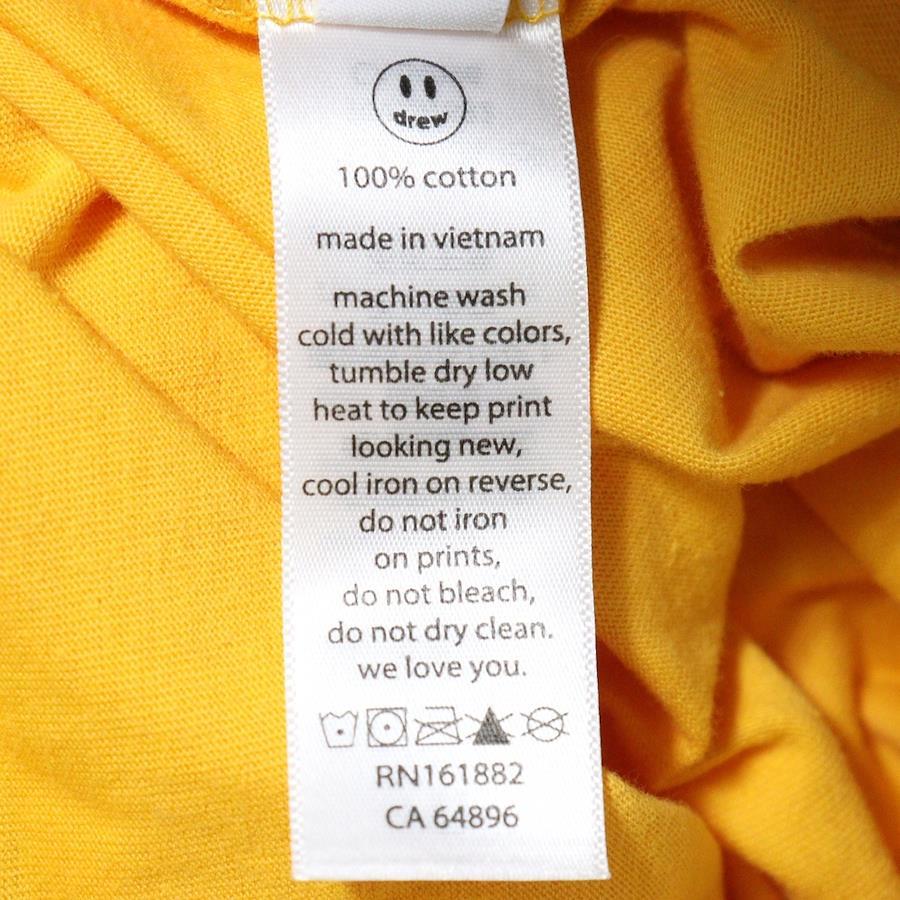 drew
100% cotton
made in vietnam
machine wash
cold with like colors,
tumble dry low
heat to keep print
looking new,
cool iron on reverse,
do not iron
on prints,
do not bleach,
do not dry clean.
we love you.
RN161882
CA 64896